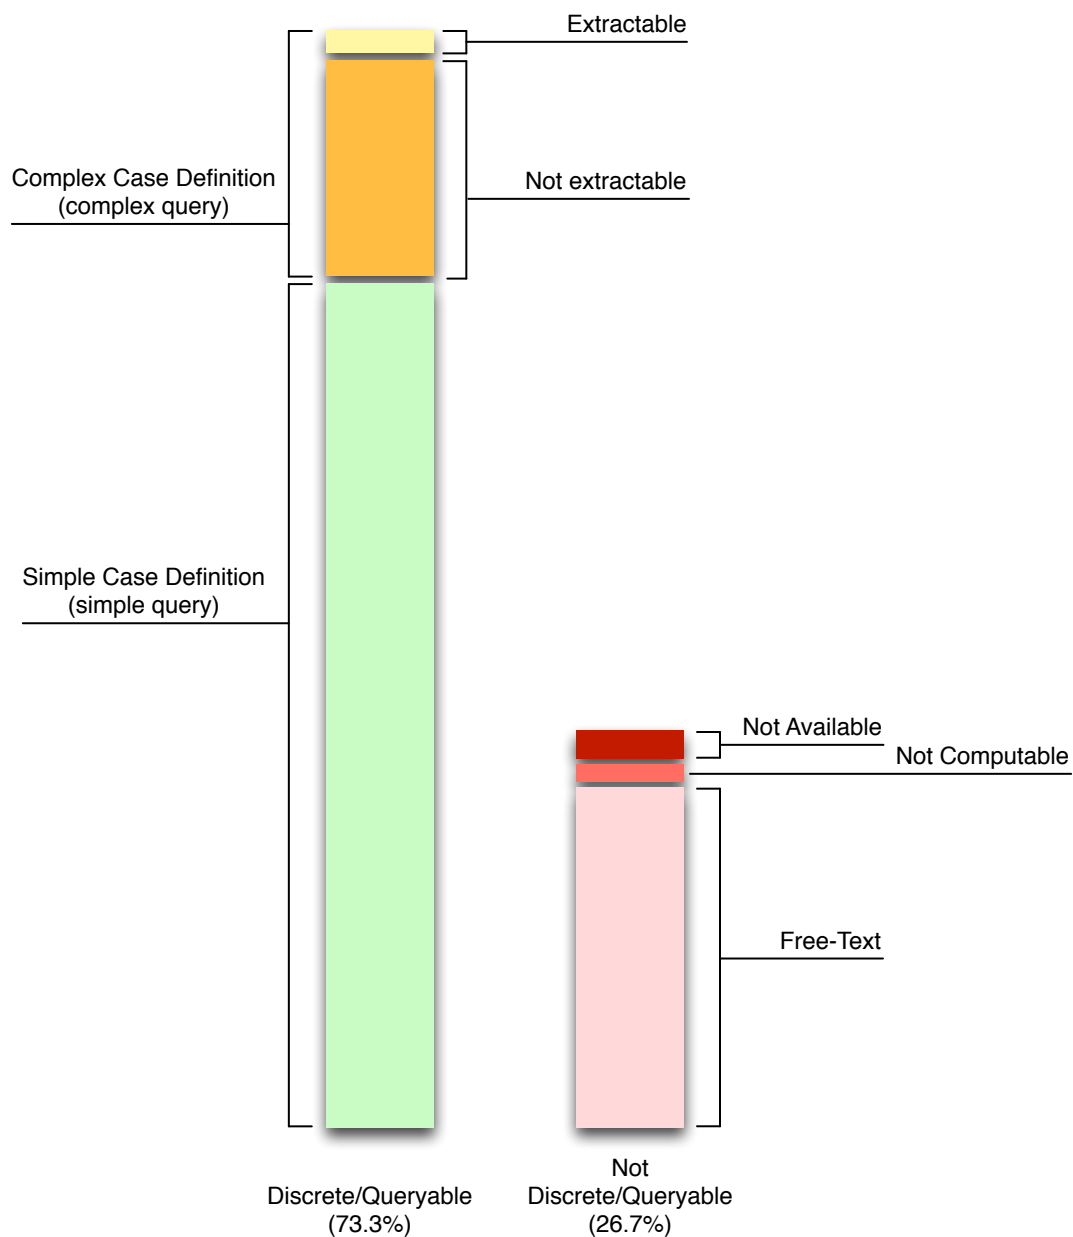 Extractable
Complex Case Definition
(complex query)
Not extractable
Simple Case Definition
(simple query)
Not Available
Not Computable
Free-Text
Discrete/Queryable
(73.3%)
Not
Discrete/Queryable
(26.7%)